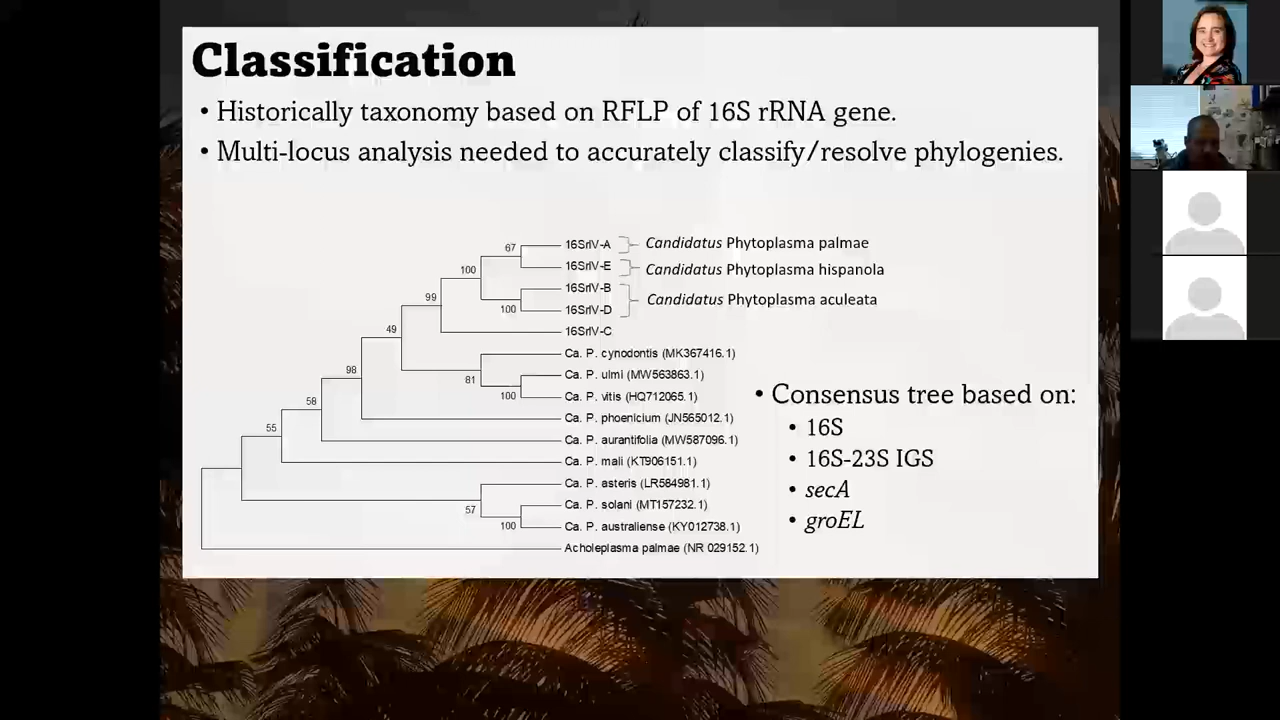 Classification
• Historically taxonomy based on RFLP of 16S rRNA gene.
• Multi-locus analysis needed to accurately classify/resolve phylogenies.
67
100
99
100
49
81
100
98
58
55
57
100
16SrIV-A
16SrIV-E
16SrIV-B
16SrIV-D
16SrIV-C
Ca. P. cynodontis (MK367416.1)
Ca. P. ulmi (MW563863.1)
Ca. P. vitis (HQ712065.1)
Ca. P. phoenicium (JN565012.1)
Ca. P. aurantifolia (MW587096.1)
Ca. P. mali (KT906151.1)
Ca. P. asteris (LR584981.1)
Ca. P. solani (MT157232.1)
Ca. P. australiense (KY012738.1)
Acholeplasma palmae (NR 029152.1)
Candidatus Phytoplasma palmae
Candidatus Phytoplasma hispanola
Candidatus Phytoplasma aculeata
• Consensus tree based on:
• 16S
• 16S-23S IGS
• secA
• groEL